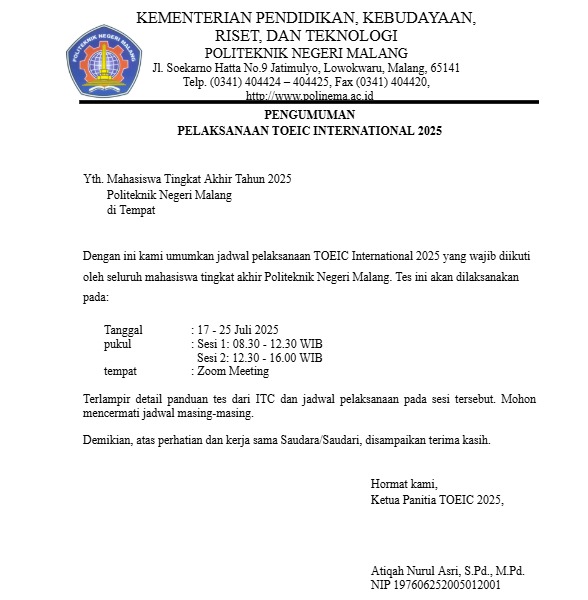 POLITEKNIK NEGERI MALANG
KEMENTERIAN PENDIDIKAN, KEBUDAYAAN,
RISET, DAN TEKNOLOGI
POLITEKNIK NEGERI MALANG
Jl. Soekarno Hatta No.9 Jatimulyo, Lowokwaru, Malang, 65141
Telp. (0341) 404424 – 404425, Fax (0341) 404420,
http://www.polinema.ac.id
PENGUMUMAN
PELAKSANAAN TOEIC INTERNATIONAL 2025
Yth. Mahasiswa Tingkat Akhir Tahun 2025
Politeknik Negeri Malang
di Tempat
Dengan ini kami umumkan jadwal pelaksanaan TOEIC International 2025 yang wajib diikuti
oleh seluruh mahasiswa tingkat akhir Politeknik Negeri Malang. Tes ini akan dilaksanakan
pada:
Tanggal : 17 - 25 Juli 2025
pukul : Sesi 1: 08.30 - 12.30 WIB
Sesi 2: 12.30 - 16.00 WIB
tempat : Zoom Meeting
Terlampir detail panduan tes dari ITC dan jadwal pelaksanaan pada sesi tersebut. Mohon
mencermati jadwal masing-masing.
Demikian, atas perhatian dan kerja sama Saudara/Saudari, disampaikan terima kasih.
Hormat kami,
Ketua Panitia TOEIC 2025,
Atiqah Nurul Asri, S.Pd., M.Pd.
NIP 197606252005012001